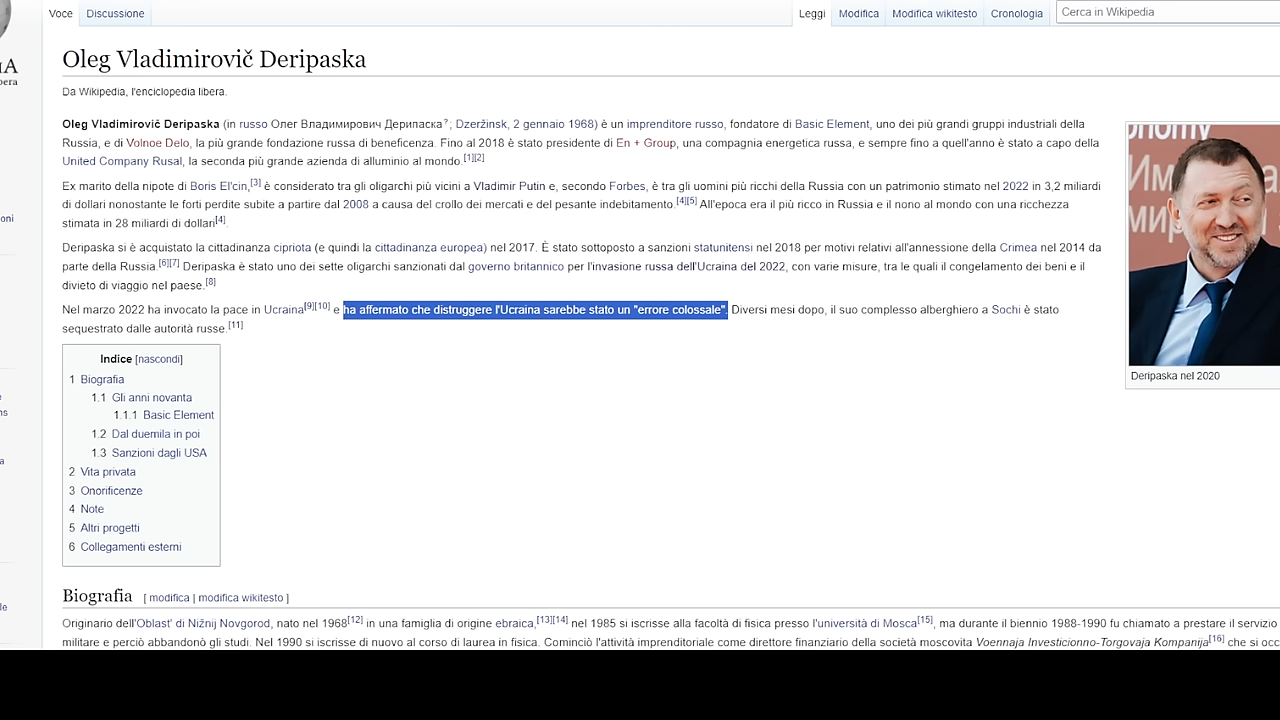 Voce Discussione Leggi Modifica Modifica wikitesto Cronologia Cerca in Wikipedia
Oleg Vladimirovič Deripaska
Da Wikipedia, l'enciclopedia libera.
Oleg Vladimirovič Deripaska (in russo Олег Владимирович Дерипаска?; Dzeržinsk, 2 gennaio 1968) è un imprenditore russo, fondatore di Basic Element, uno dei più grandi gruppi industriali della
Russia, e di Volnoe Delo, la più grande fondazione russa di beneficenza. Fino al 2018 è stato presidente di En + Group, una compagnia energetica russa, e sempre fino a quell'anno è stato a capo della
United Company Rusal, la seconda più grande azienda di alluminio al mondo.[1][2]
Ex marito della nipote di Boris El'cin,[3] è considerato tra gli oligarchi più vicini a Vladimir Putin e, secondo Forbes, è tra gli uomini più ricchi della Russia con un patrimonio stimato nel 2022 in 3,2 miliardi
di dollari nonostante le forti perdite subite a partire dal 2008 a causa del crollo dei mercati e del pesante indebitamento.[4][5] All'epoca era il più ricco in Russia e il nono al mondo con una ricchezza
stimata in 28 miliardi di dollari[4].
Deripaska si è acquistato la cittadinanza cipriota (e quindi la cittadinanza europea) nel 2017. È stato sottoposto a sanzioni statunitensi nel 2018 per motivi relativi all'annessione della Crimea nel 2014 da
parte della Russia.[6][7] Deripaska è stato uno dei sette oligarchi sanzionati dal governo britannico per l'invasione russa dell'Ucraina del 2022, con varie misure, tra le quali il congelamento dei beni e il
divieto di viaggio nel paese.[8]
Nel marzo 2022 ha invocato la pace in Ucraina[9][10] e ha affermato che distruggere l'Ucraina sarebbe stato un "errore colossale". Diversi mesi dopo, il suo complesso alberghiero a Sochi è stato
sequestrato dalle autorità russe.[11]
Deripaska nel 2020
Indice [nascondi]
1 Biografia
1.1 Gli anni novanta
1.1.1 Basic Element
1.2 Dal duemila in poi
1.3 Sanzioni dagli USA
2 Vita privata
3 Onorificenze
4 Note
5 Altri progetti
6 Collegamenti esterni
Biografia [ modifica | modifica wikitesto ]
Originario dell'Oblast' di Nižnij Novgorod, nato nel 1968[12] in una famiglia di origine ebraica,[13][14] nel 1985 si iscrisse alla facoltà di fisica presso l'università di Mosca[15], ma durante il biennio 1988-1990 fu chiamato a prestare il servizio
militare e perciò abbandonò gli studi. Nel 1990 si iscrisse di nuovo al corso di laurea in fisica. Cominciò l'attività imprenditoriale come direttore finanziario della società moscovita Voennaja Investicionno-Torgovaja Kompanija[16] che si occ